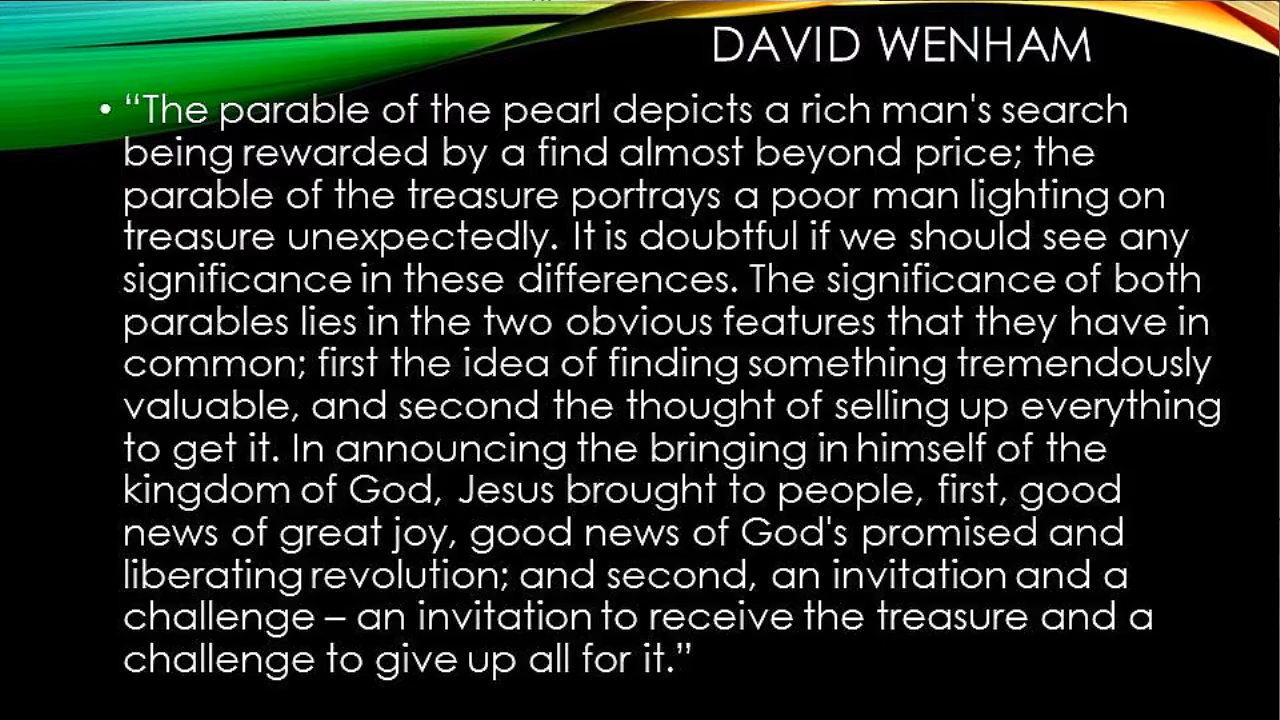 DAVID WENHAM
• “The parable of the pearl depicts a rich man's search
being rewarded by a find almost beyond price; the
parable of the treasure portrays a poor man lighting on
treasure unexpectedly. It is doubtful if we should see any
significance in these differences. The significance of both
parables lies in the two obvious features that they have in
common; first the idea of finding something tremendously
valuable, and second the thought of selling up everything
to get it. In announcing the bringing in himself of the
kingdom of God, Jesus brought to people, first, good
news of great joy, good news of God's promised and
liberating revolution; and second, an invitation and a
challenge – an invitation to receive the treasure and a
challenge to give up all for it.”